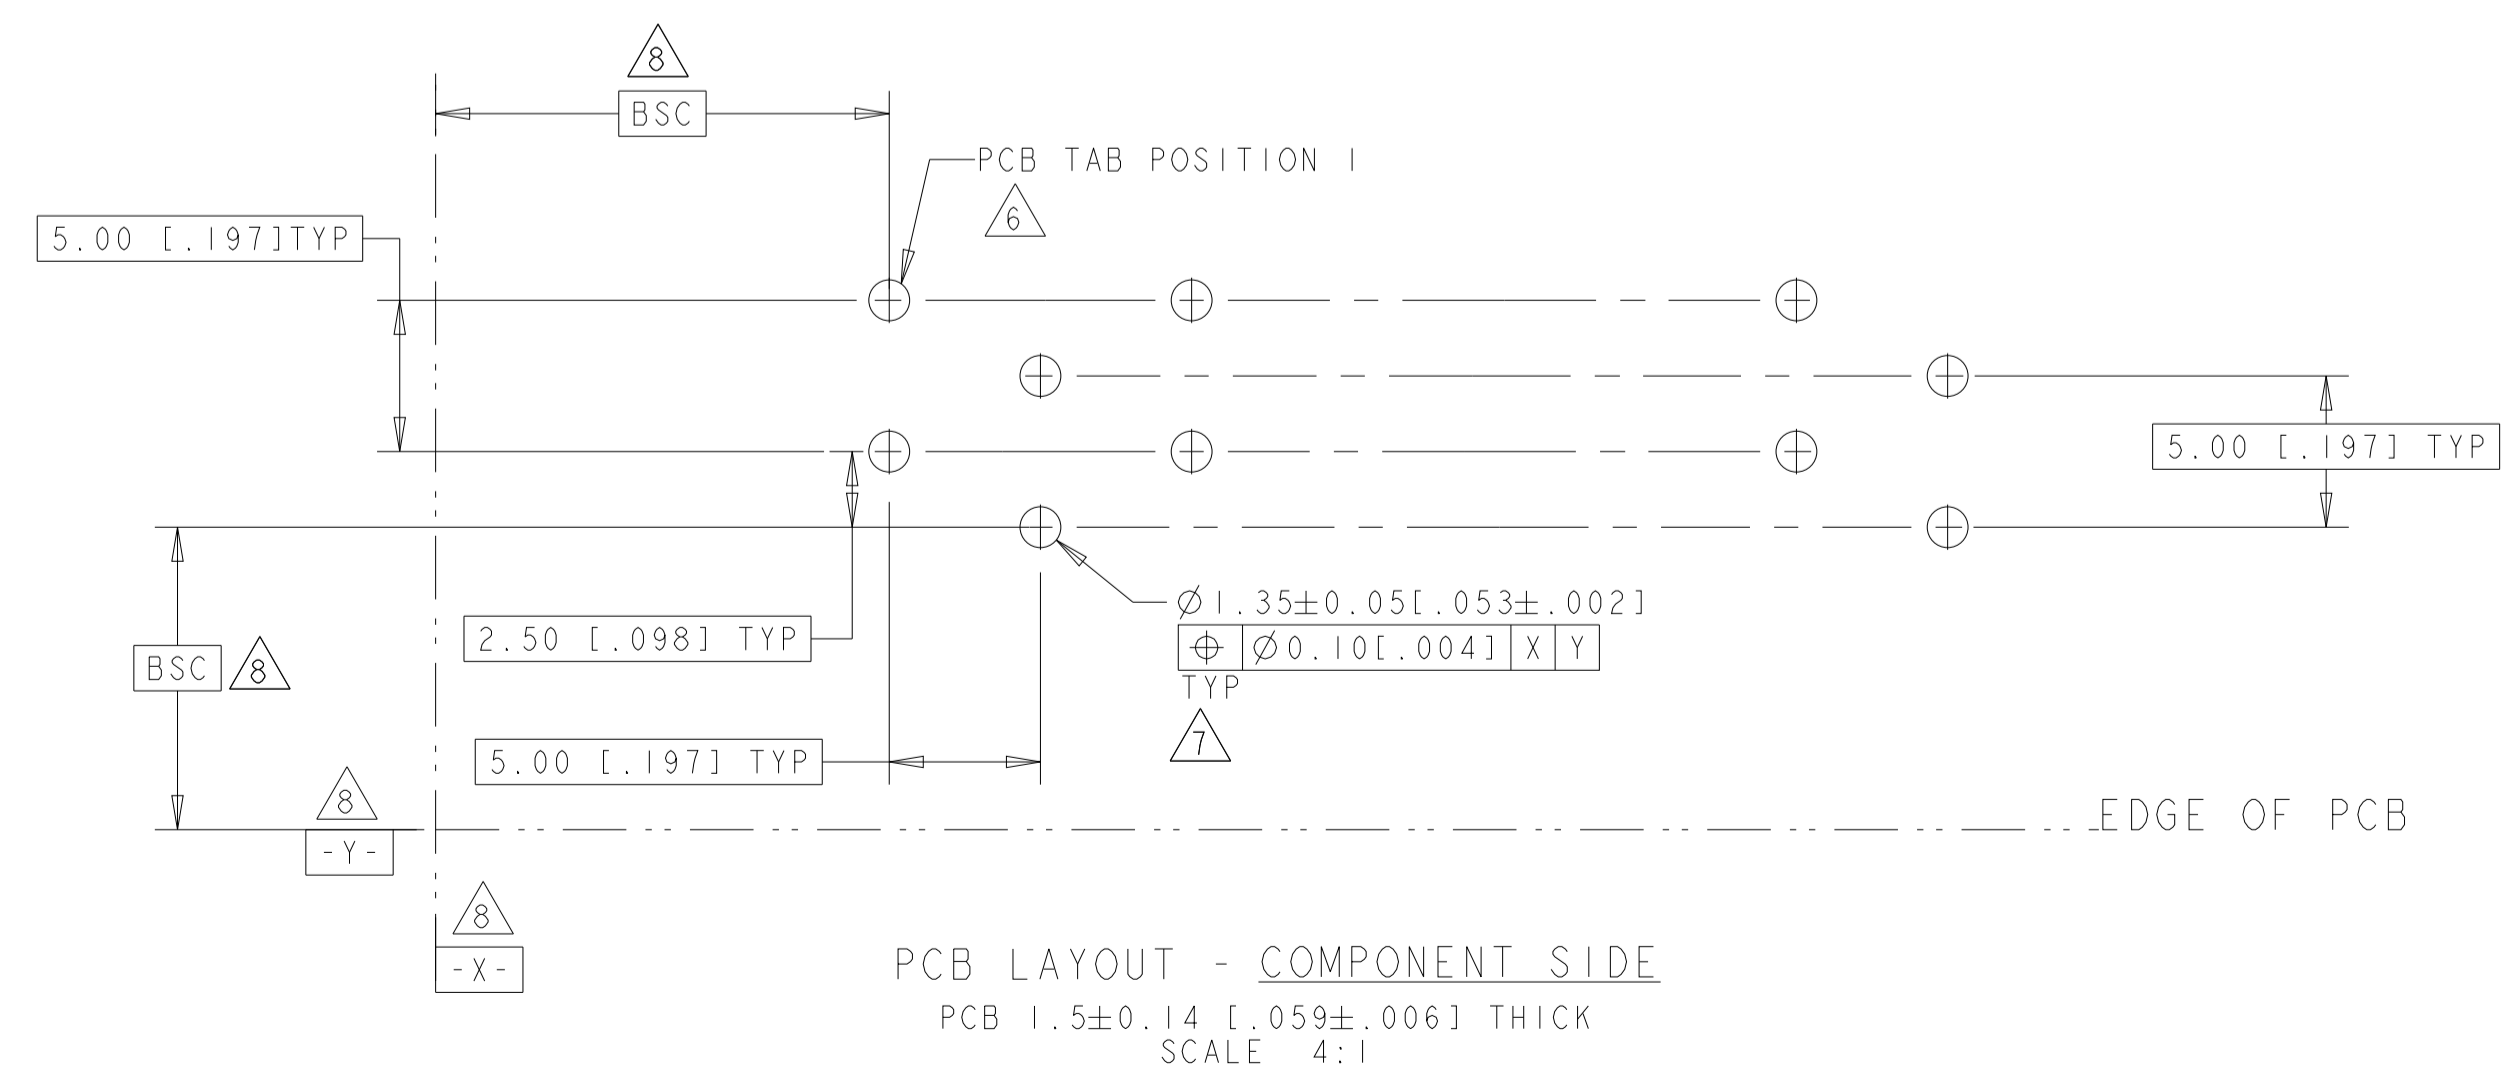 8
BSC
PCB TAB POSITION 1
6
5.00 [.197]TYP
5.00 [.197] TYP
Ø1.35±0.05[.053±.002]
⌖ Ø0.10[.004] X Y
TYP
7
2.50 [.098] TYP
BSC 8
5.00 [.197] TYP
8
-Y-
EDGE OF PCB
8
-X-
PCB LAYOUT - COMPONENT SIDE
PCB 1.5±0.14 [.059±.006] THICK
SCALE 4:1